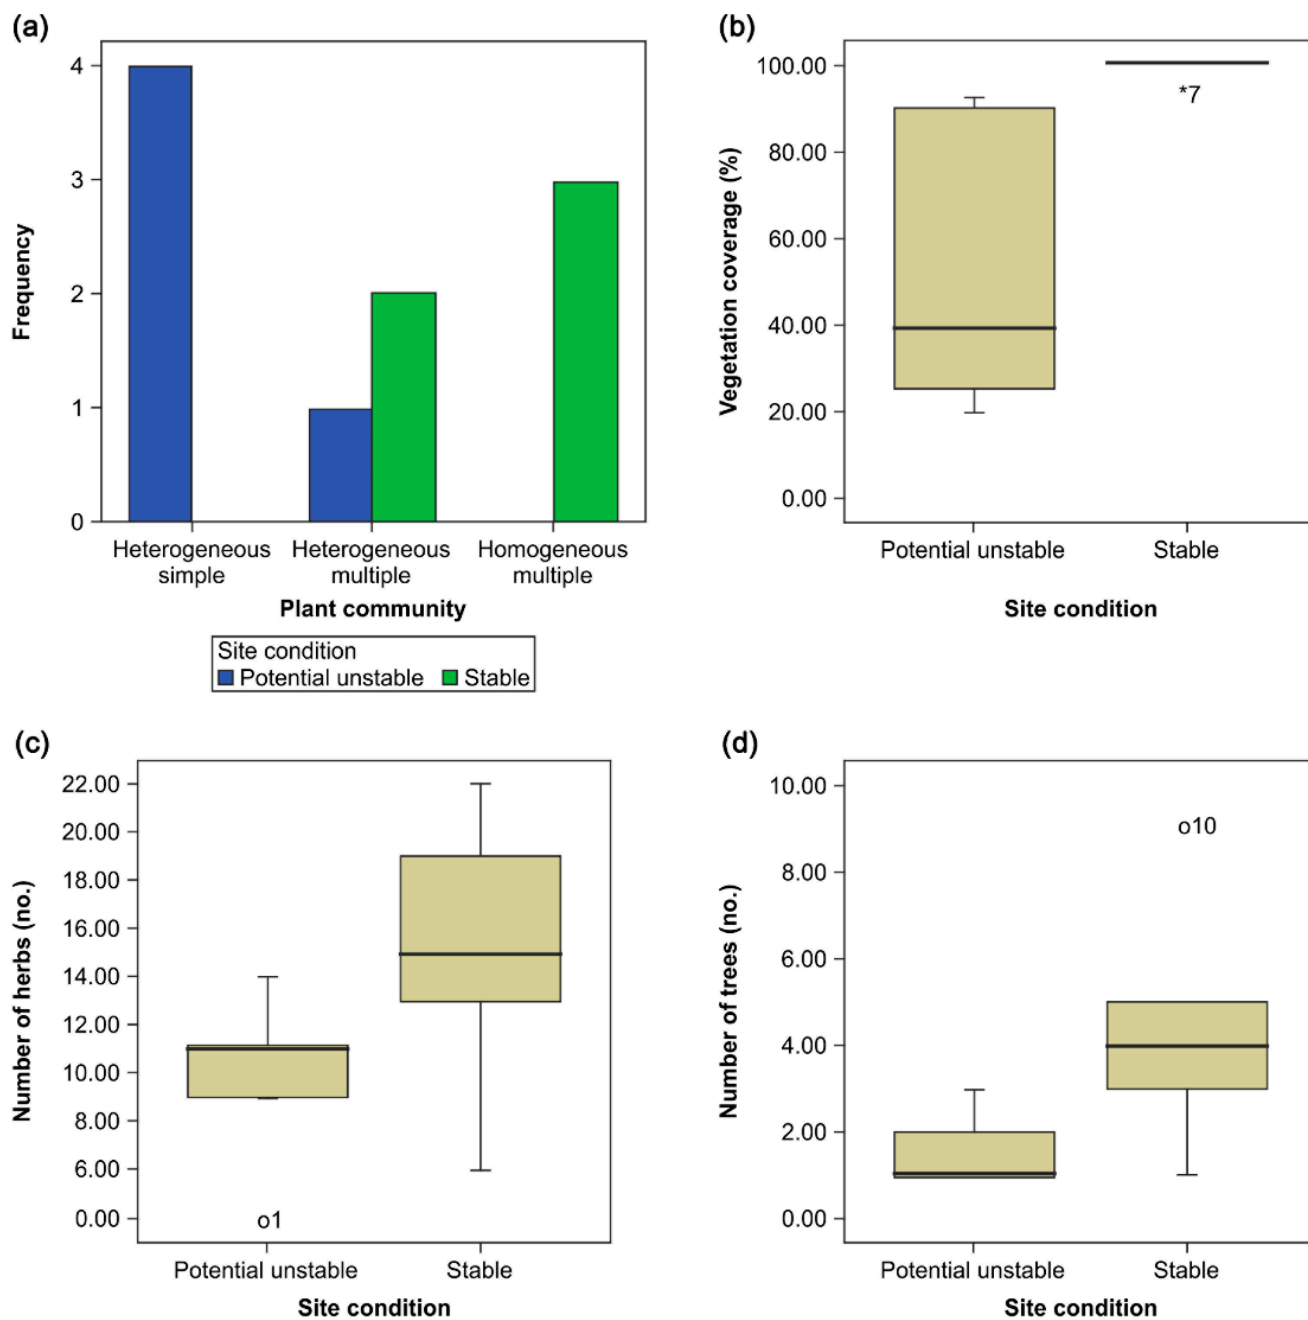 (a)
4
3
2
1
0
Frequency
Heterogeneous
simple
Heterogeneous
multiple
Homogeneous
multiple
Plant community
Site condition
Potential unstable
Stable
(b)
100.00
80.00
60.00
40.00
20.00
0.00
Vegetation coverage (%)
*7
Potential unstable
Stable
Site condition
(c)
22.00
20.00
18.00
16.00
14.00
12.00
10.00
8.00
6.00
0.00
Number of herbs (no.)
o1
Potential unstable
Stable
Site condition
(d)
10.00
8.00
6.00
4.00
2.00
0.00
Number of trees (no.)
o10
Potential unstable
Stable
Site condition